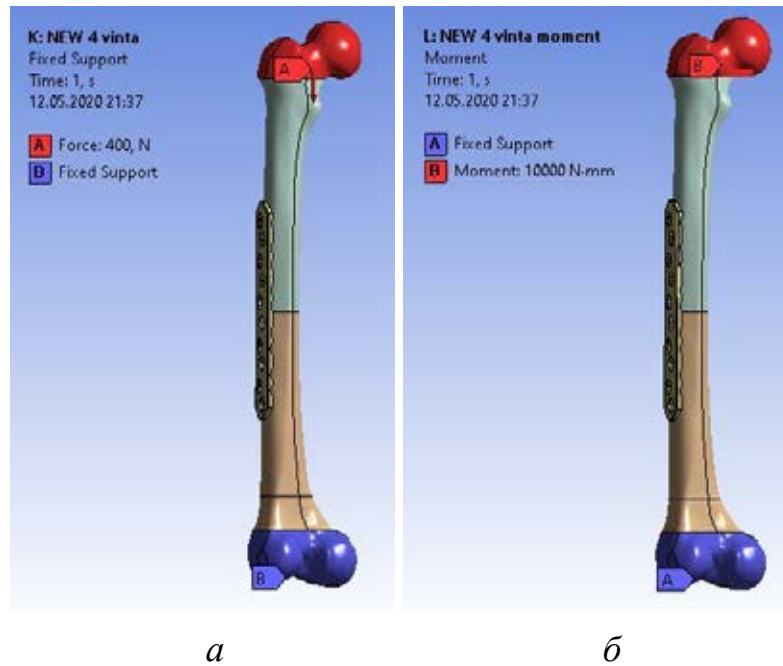 K: NEW 4 vinta
Fixed Support
Time: 1, s
12.05.2020 21:37
A Force: 400, N
B Fixed Support
A
B
L: NEW 4 vinta moment
Moment
Time: 1, s
12.05.2020 21:37
A Fixed Support
B Moment: 10000 N-mm
B
A
а
б